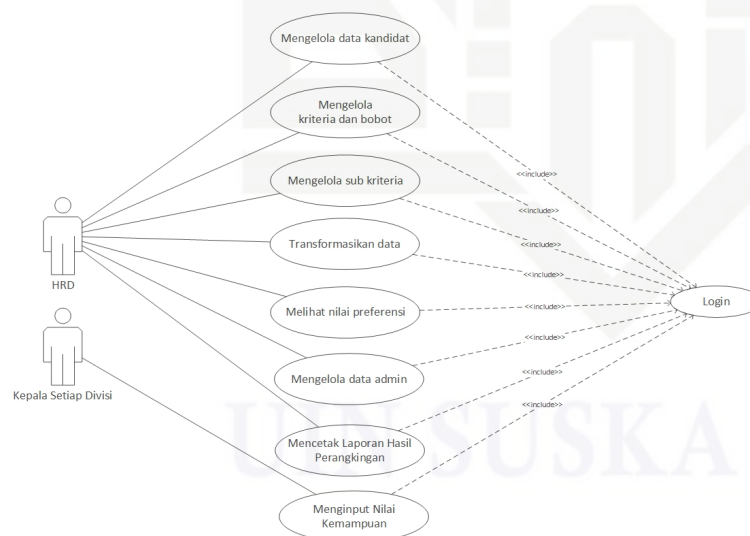 Mengelola data kandidat
Mengelola
kriteria dan bobot
Mengelola sub kriteria
Transformasikan data
Melihat nilai preferensi
Mengelola data admin
Mencetak Laporan Hasil
Perangkingan
Menginput Nilai
Kemampuan
HRD
Kepala Setiap Divisi
<<include>>
<<include>>
<<include>>
<<include>>
<<include>>
<<include>>
<<include>>
<<include>>
Login
UIN SUSKA